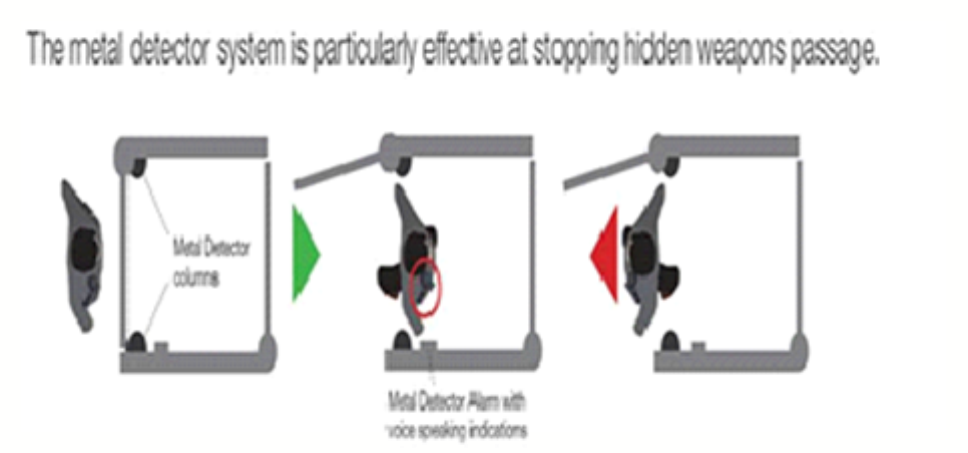 The metal detector system is particularly effective at stopping hidden weapons passage.
Metal Detector
columns
Metal Detector Alarm with
voice speaking indications